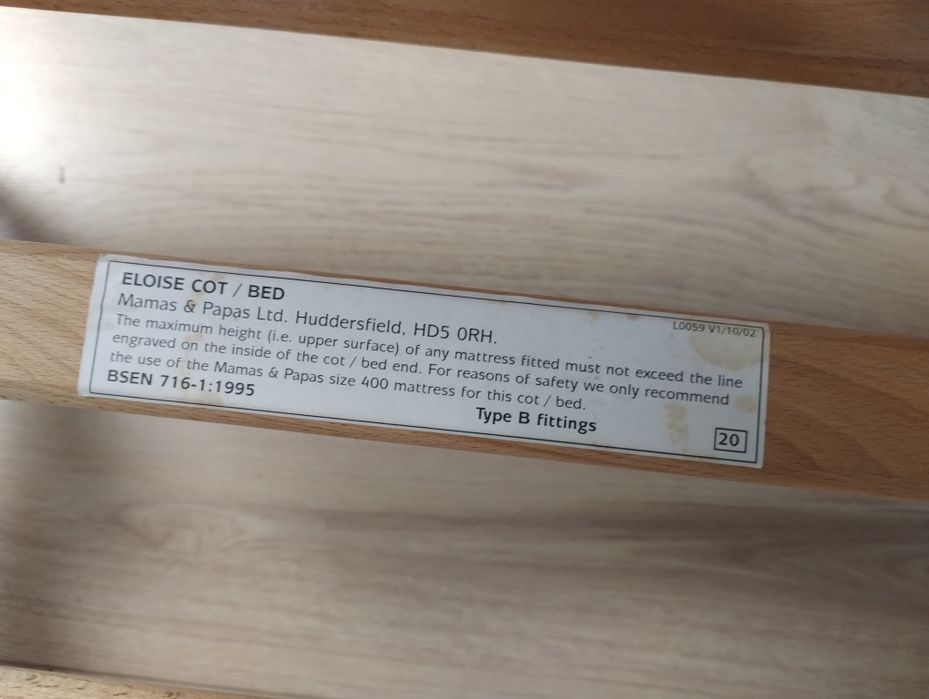 ELOISE COT / BED
L0059 V1/10/02
Mamas & Papas Ltd. Huddersfield, HD5 0RH.
The maximum height (i.e. upper surface) of any mattress fitted must not exceed the line
engraved on the inside of the cot / bed end. For reasons of safety we only recommend
the use of the Mamas & Papas size 400 mattress for this cot / bed.
BSEN 716-1:1995
Type B fittings
20